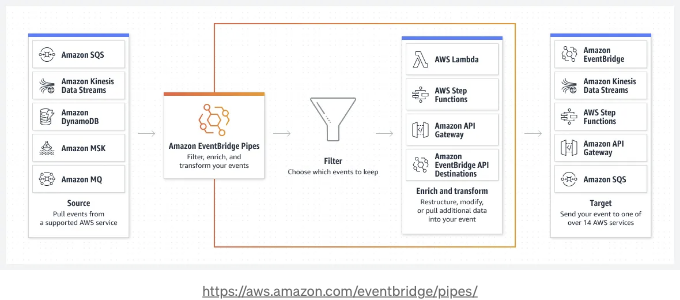 Amazon SQS
Amazon Kinesis
Data Streams
Amazon
DynamoDB
Amazon MSK
Amazon MQ
Source
Pull events from
a supported AWS service
Amazon EventBridge Pipes
Filter, enrich, and
transform your events
Filter
Choose which events to keep
AWS Lambda
AWS Step
Functions
Amazon API
Gateway
Amazon
EventBridge API
Destinations
Enrich and transform
Restructure, modify,
or pull additional data
into your event
Amazon
EventBridge
Amazon Kinesis
Data Streams
AWS Step
Functions
Amazon API
Gateway
Amazon SQS
Target
Send your event to one of
over 14 AWS services
https://aws.amazon.com/eventbridge/pipes/